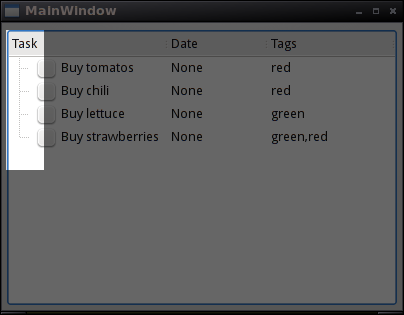 MainWindow
Task Date Tags
Buy tomatos None red
Buy chili None red
Buy lettuce None green
Buy strawberries None green,red